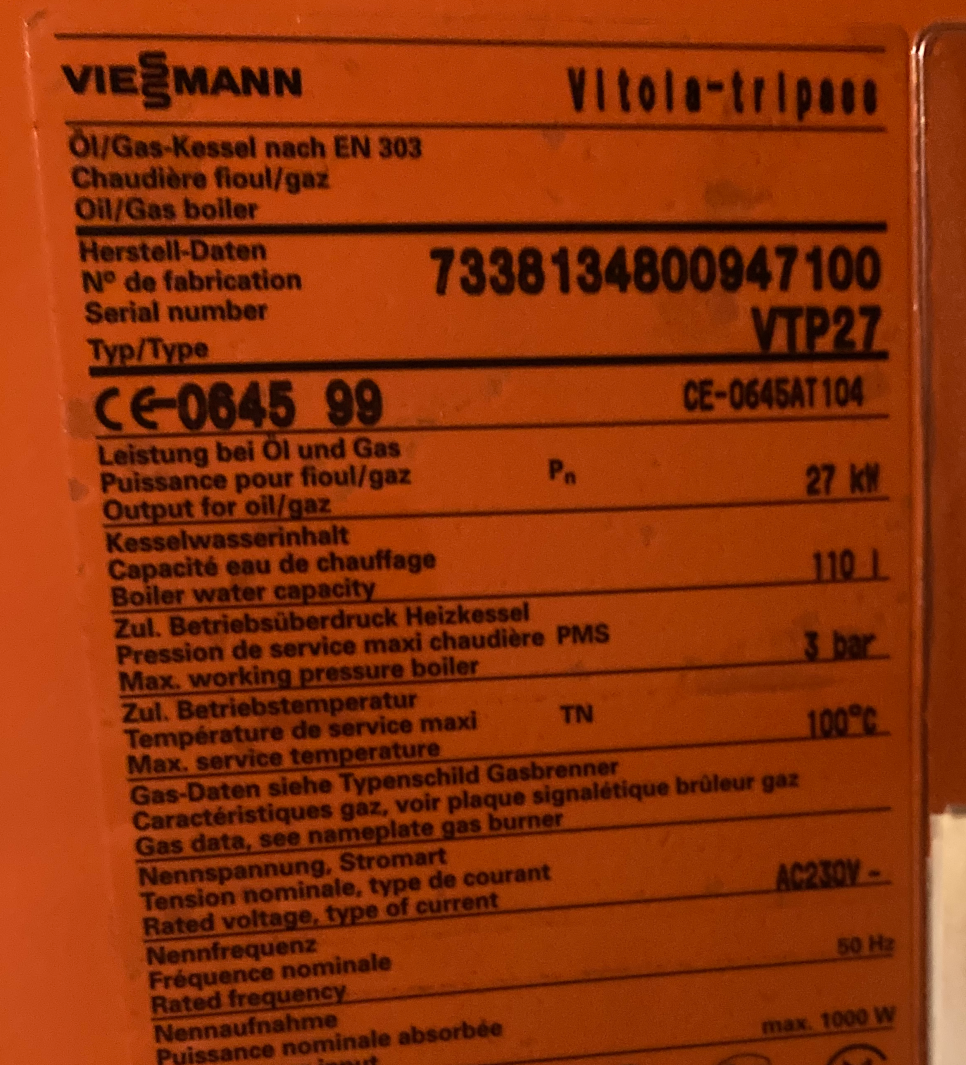 VIESSMANN Vitola-tripass
Öl/Gas-Kessel nach EN 303
Chaudière fioul/gaz
Oil/Gas boiler
Herstell-Daten
N° de fabrication 7338134800947100
Serial number
Typ/Type VTP27
CE-0645 99 CE-0645AT104
Leistung bei Öl und Gas
Puissance pour fioul/gaz Pn 27 kW
Output for oil/gaz
Kesselwasserinhalt
Capacité eau de chauffage
Boiler water capacity 110 l
Zul. Betriebsüberdruck Heizkessel
Pression de service maxi chaudière PMS 3 bar
Max. working pressure boiler
Zul. Betriebstemperatur
Température de service maxi TN 100°C
Max. service temperature
Gas-Daten siehe Typenschild Gasbrenner
Caractéristiques gaz, voir plaque signalétique brûleur gaz
Gas data, see nameplate gas burner
Nennspannung, Stromart
Tension nominale, type de courant AC230V -
Rated voltage, type of current
Nennfrequenz
Fréquence nominale 50 Hz
Rated frequency
Nennaufnahme
Puissance nominale absorbée max. 1000 W
input